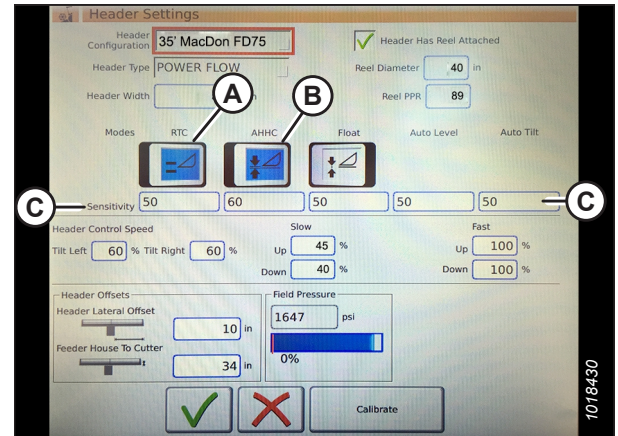 Header Settings
Header Configuration 35' MacDon FD75 Header Has Reel Attached
Header Type POWER FLOW Reel Diameter 40 in
Header Width Reel PPR 89
A B
Modes RTC AHHC Float Auto Level Auto Tilt
C Sensitivity 50 60 50 50 50 C
Header Control Speed Slow Fast
Tilt Left 60 % Tilt Right 60 % Up 45 % Up 100 %
Down 40 % Down 100 %
Header Offsets Field Pressure
Header Lateral Offset 1647 psi
10 in
Feeder House To Cutter 0%
34 in
Calibrate
1018430